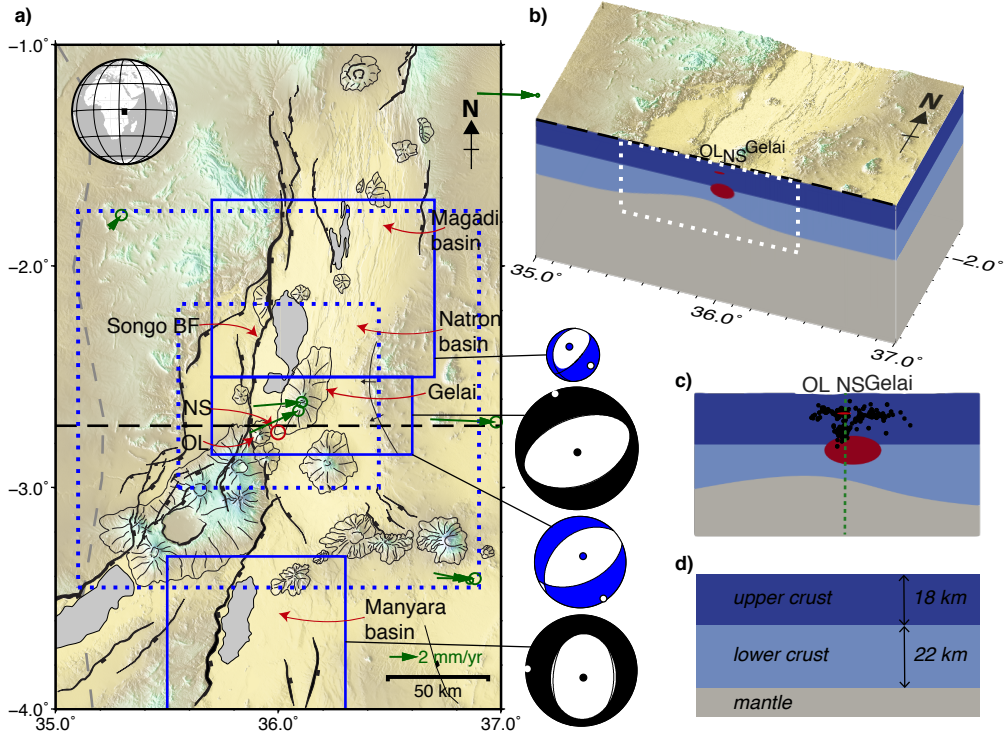 a)
−1.0°
−2.0°
−3.0°
−4.0°
35.0°
36.0°
37.0°
N
Magadi
basin
Songo BF
Natron
basin
Gelai
NS
OL
Manyara
basin
2 mm/yr
50 km
b)
N
OL NS Gelai
35.0°
36.0°
37.0°
−2.0°
c)
OL NS Gelai
d)
upper crust
18 km
lower crust
22 km
mantle